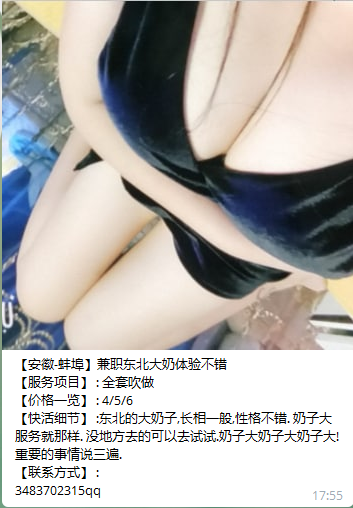 【安徽-蚌埠】兼职东北大奶体验不错
【服务项目】: 全套吹做
【价格一览】: 4/5/6
【快活细节】:东北的大奶子,长相一般,性格不错. 奶子大
服务就那样. 没地方去的可以去试试.奶子大奶子大奶子大!
重要的事情说三遍.
【联系方式】:
3483702315qq
17:55